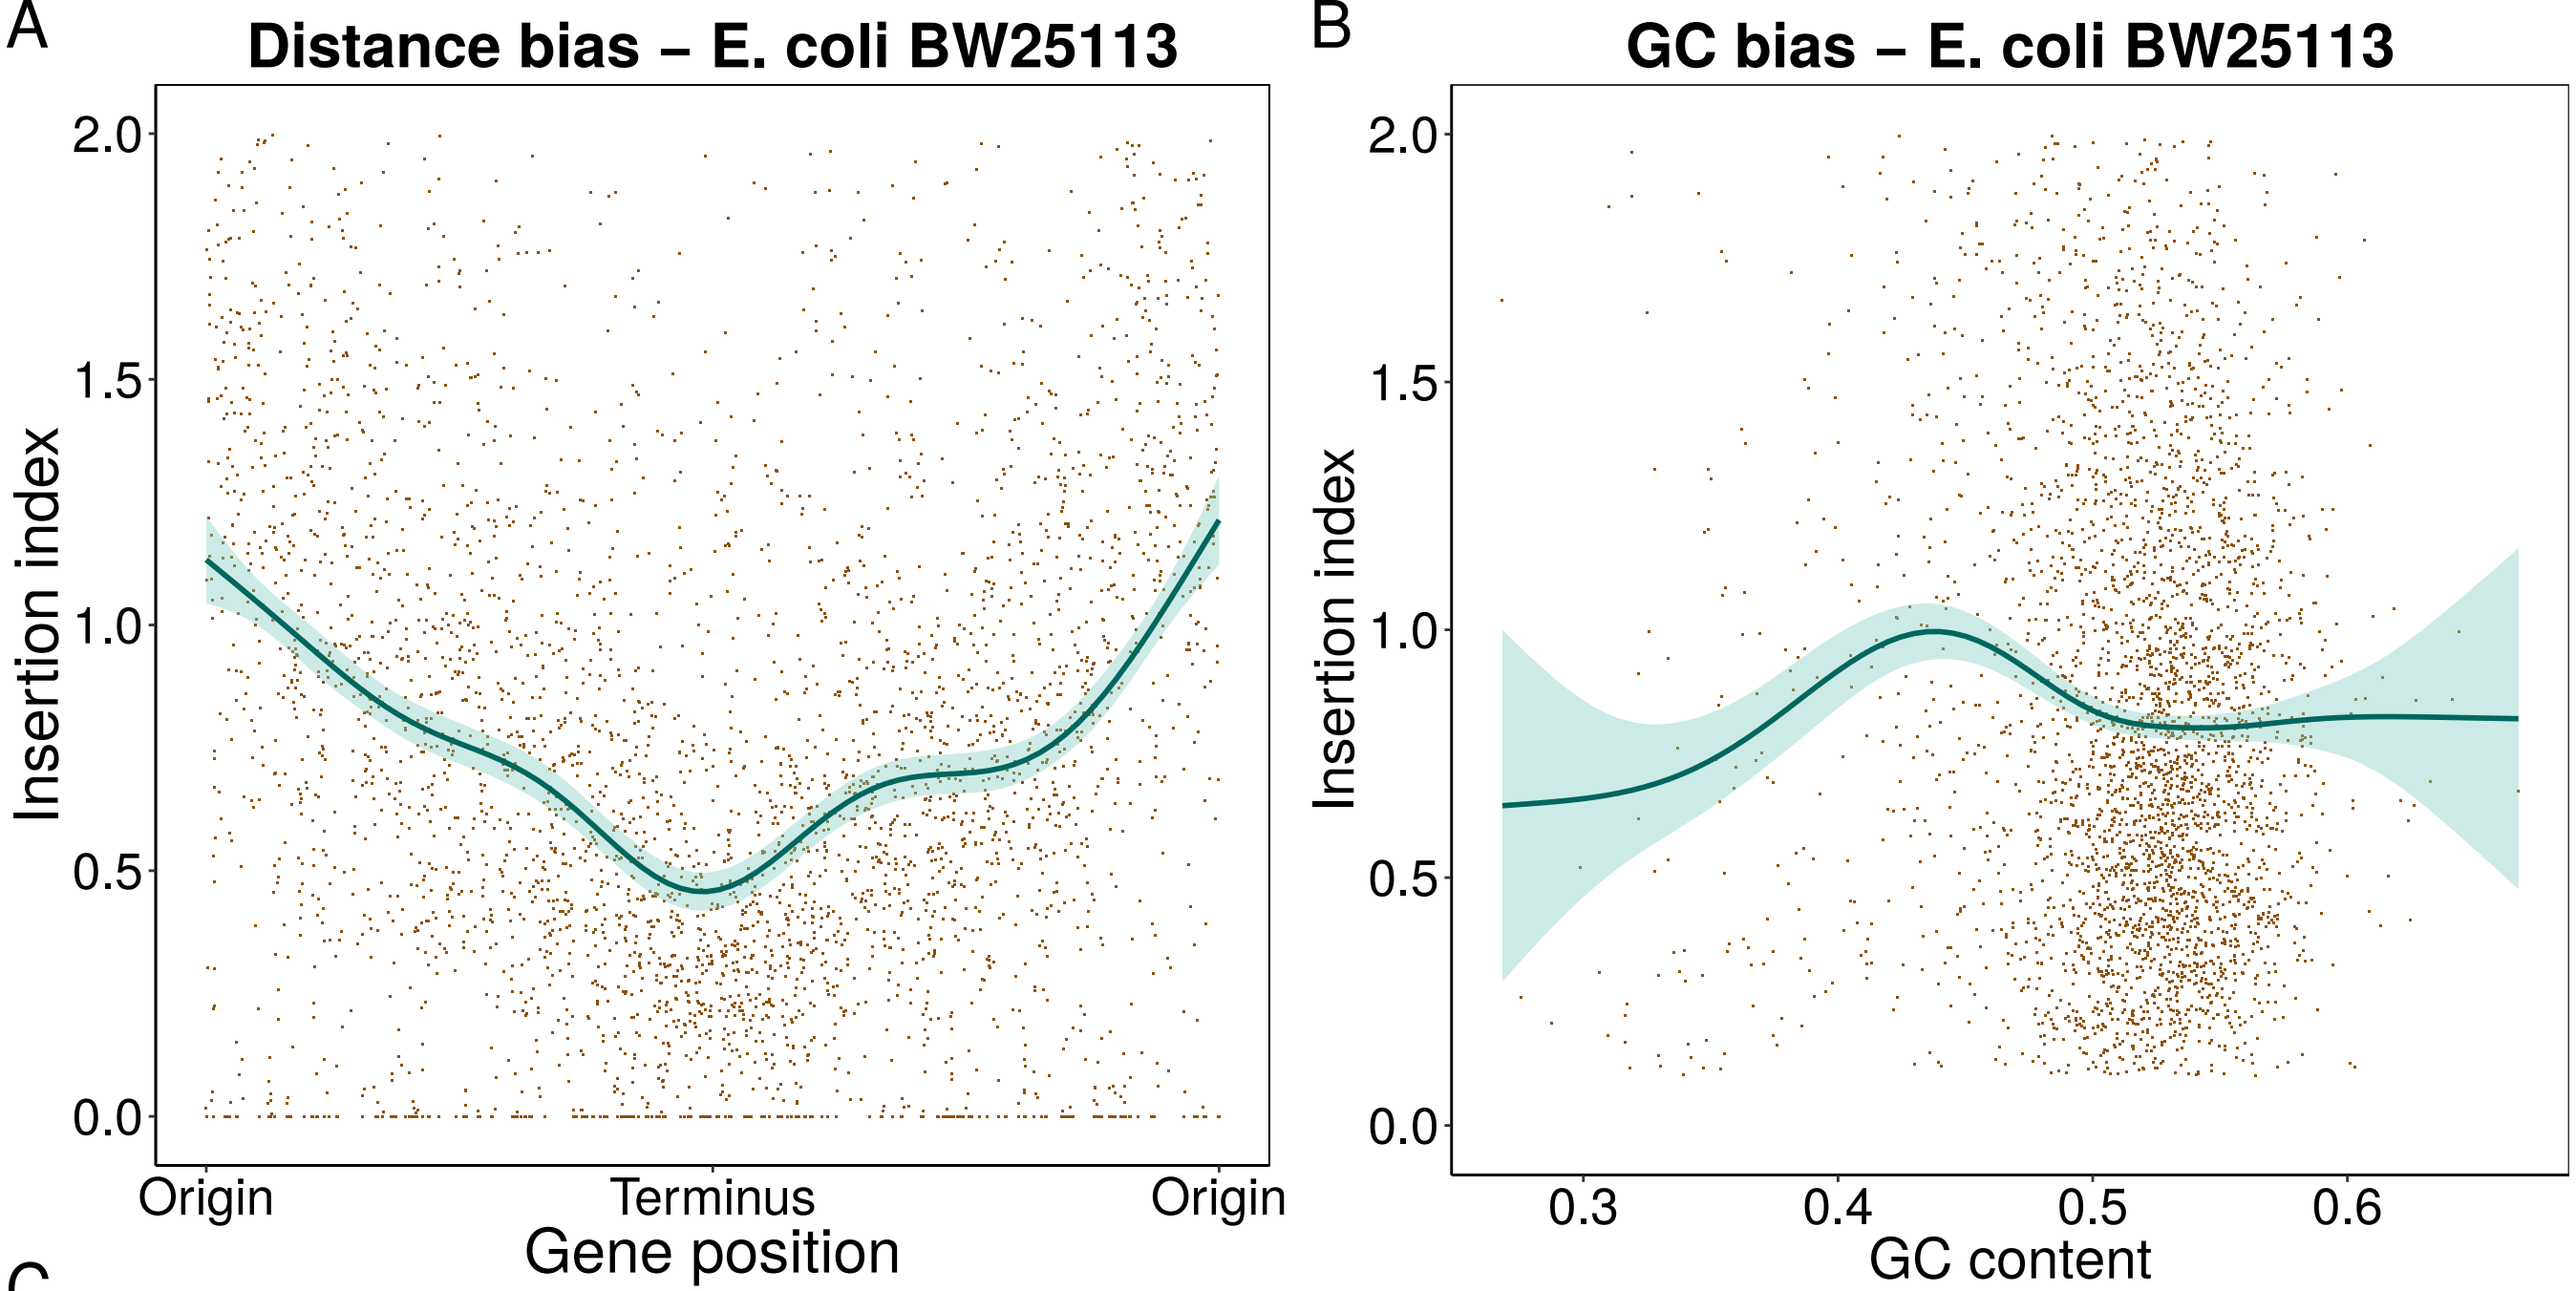 A
Distance bias – E. coli BW25113
Insertion index
2.0
1.5
1.0
0.5
0.0
Origin
Terminus
Origin
Gene position
B
GC bias – E. coli BW25113
Insertion index
2.0
1.5
1.0
0.5
0.0
0.3
0.4
0.5
0.6
GC content